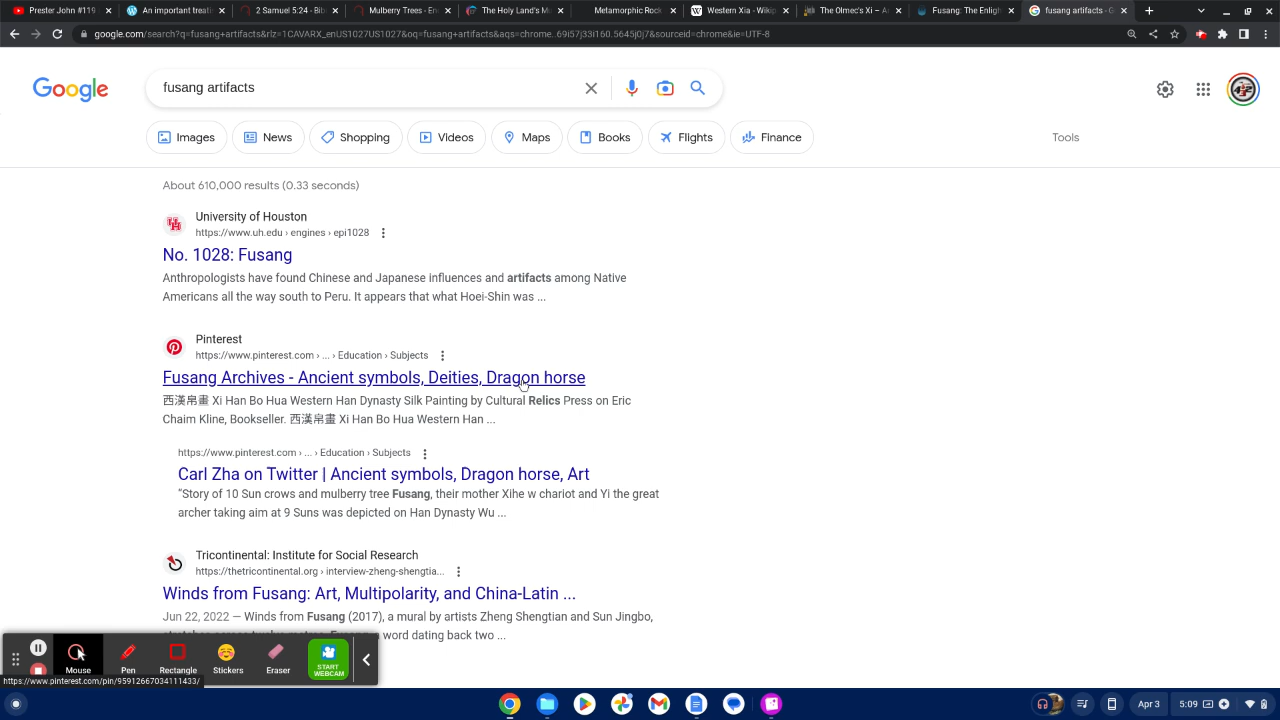 Prester John #113
An important treati
2 Samuel 5:24 - Bib
Mulberry Trees - En
The Holy Land's M
Metamorphic Rock
Western Xia - Wikip
The Olmec's Xi – A
Fusang: The Enligh
fusang artifacts - G
google.com/search?q=fusang+artifacts&rlz=1CAVARX_enUS1027US1027&oq=fusang+artifacts&aqs=chrome..69i57j33i160.5645j0j7&sourceid=chrome&ie=UTF-8
Google
fusang artifacts
Images
News
Shopping
Videos
Maps
Books
Flights
Finance
Tools
About 610,000 results (0.33 seconds)
University of Houston
https://www.uh.edu › engines › epi1028
No. 1028: Fusang
Anthropologists have found Chinese and Japanese influences and artifacts among Native
Americans all the way south to Peru. It appears that what Hoei-Shin was ...
Pinterest
https://www.pinterest.com › ... › Education › Subjects
Fusang Archives - Ancient symbols, Deities, Dragon horse
西漢帛畫 Xi Han Bo Hua Western Han Dynasty Silk Painting by Cultural Relics Press on Eric
Chaim Kline, Bookseller. 西漢帛畫 Xi Han Bo Hua Western Han ...
https://www.pinterest.com › ... › Education › Subjects
Carl Zha on Twitter | Ancient symbols, Dragon horse, Art
“Story of 10 Sun crows and mulberry tree Fusang, their mother Xihe w chariot and Yi the great
archer taking aim at 9 Suns was depicted on Han Dynasty Wu ...
Tricontinental: Institute for Social Research
https://thetricontinental.org › interview-zheng-shengtia...
Winds from Fusang: Art, Multipolarity, and China-Latin ...
Jun 22, 2022 — Winds from Fusang (2017), a mural by artists Zheng Shengtian and Sun Jingbo,
word dating back two ...
Mouse
Pen
Rectangle
Stickers
Eraser
START
WEBCAM
https://www.pinterest.com/pin/95912667034111433/
Apr 3
5:09